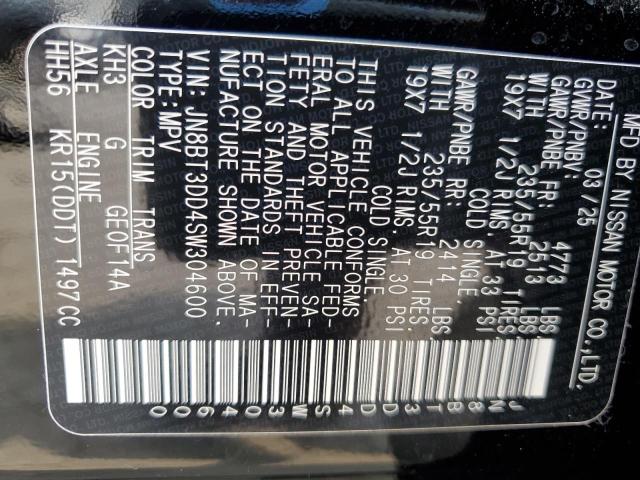 MFD BY NISSAN MOTOR CO.,LTD.
03/25
GVWR/PNBV: 4773 LBS.
GAWR/PNBE FR. 2513 LBS.
WITH 235/55R19 TIRES,
19X7 1/2J RIMS AT 33 PSI
COLD SINGLE.
GAWR/PNBE RR. 2414 LBS.
WITH 235/55R19 TIRES,
19X7 1/2J RIMS AT 30 PSI
COLD SINGLE.
THIS VEHICLE CONFORMS
TO ALL APPLICABLE FED-
ERAL MOTOR VEHICLE SA-
FETY AND THEFT PREVEN-
TION STANDARDS IN EFF-
ECT ON THE DATE OF MA-
NUFACTURE SHOWN ABOVE.
VIN: JN8BT3DD4SW304600
TYPE:MPV
COLOR TRIM TRANS
KH3 G GEOF14A
AXLE ENGINE
HH56 KR15(DDT) 1497CC
JN8BT3DD4SW304600